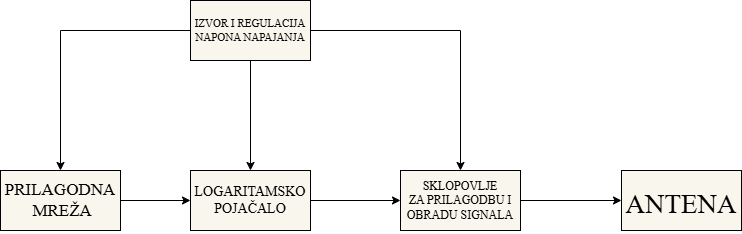 IZVOR I REGULACIJA
NAPONA NAPAJANJA
PRILAGODNA
MREŽA
LOGARITAMSKO
POJAČALO
SKLOPOVLJE
ZA PRILAGODBU I
OBRADU SIGNALA
ANTENA